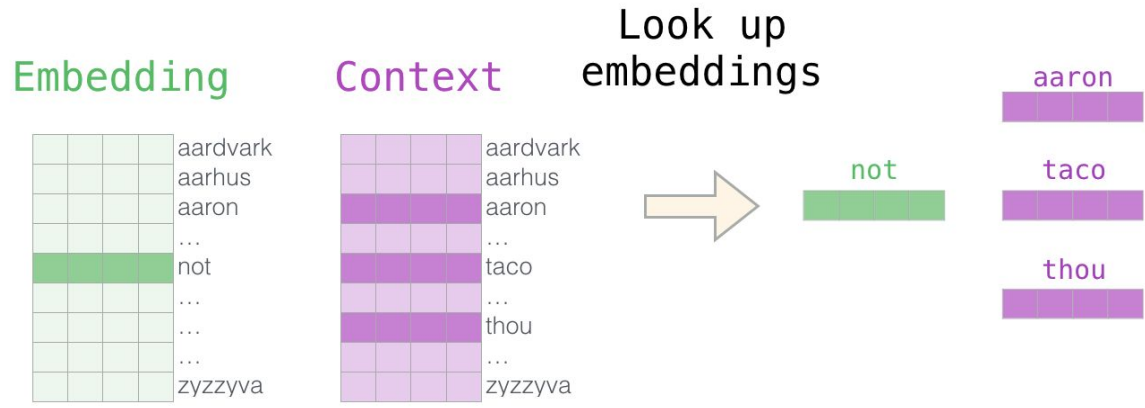 Embedding
aardvark
aarhus
aaron
...
not
...
...
...
zyzzyva
Context
aardvark
aarhus
aaron
...
taco
...
thou
...
zyzzyva
Look up
embeddings
not
aaron
taco
thou